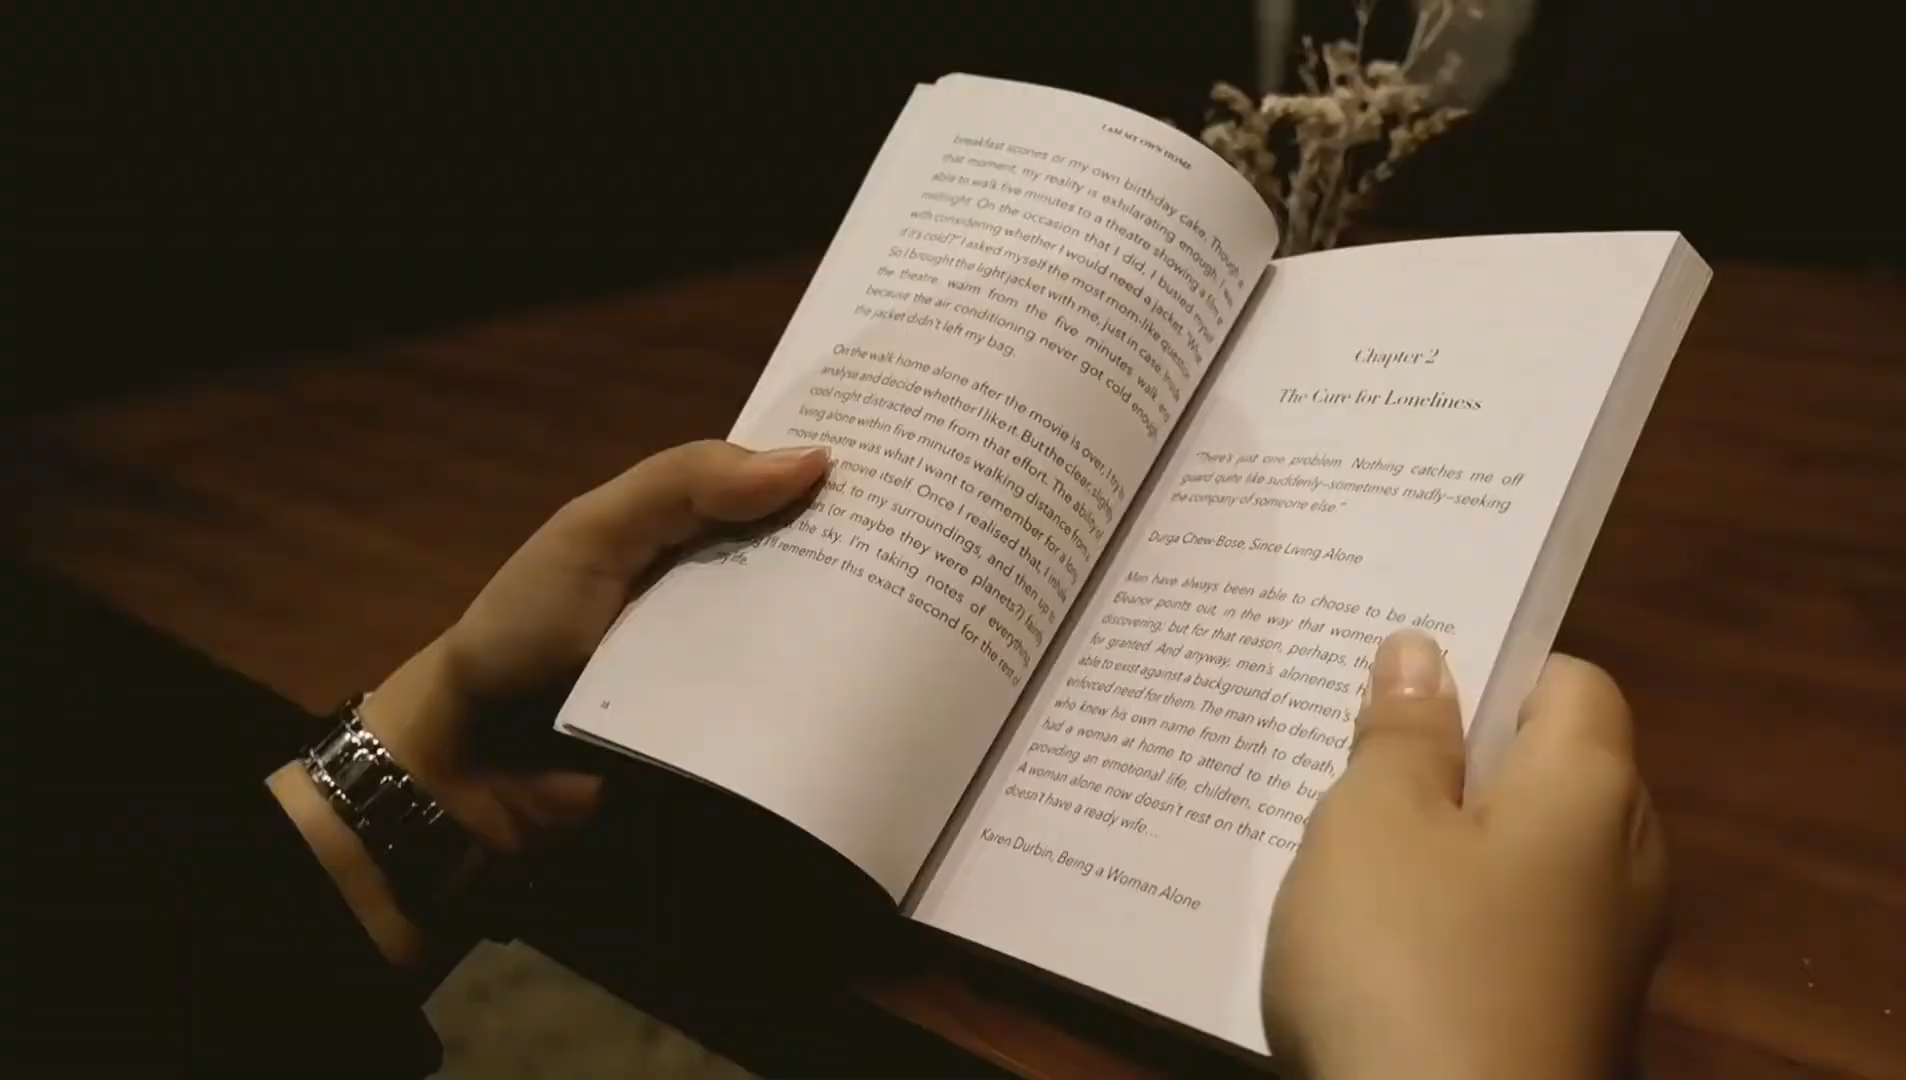 I AM MY OWN HOME
breakfast scones or my own birthday cake. Though, a
that moment, my reality is exhilarating enough. I was
able to walk five minutes to a theatre showing a film
midnight. On the occasion that I did, I busied myself
with considering whether I would need a jacket. "What
if it's cold?" I asked myself the most mom-like question
So I brought the light jacket with me, just in case. Inside
the theatre, warm from the five minutes walk and
because the air conditioning never got cold enough
the jacket didn't left my bag.
On the walk home alone after the movie is over, I try to
analyse and decide whether I like it. But the clear, slightly
cool night distracted me from that effort. The ability of
living alone within five minutes walking distance from
movie theatre was what I want to remember for a long
movie itself. Once I realised that, I inhale
to my surroundings, and then up to
(or maybe they were planets?) faintly
the sky. I'm taking notes of everything
I'll remember this exact second for the rest of
life.
Chapter 2
The Cure for Loneliness
"There's just one problem. Nothing catches me off
guard quite like suddenly—sometimes madly—seeking
the company of someone else."
Durga Chew-Bose, Since Living Alone
Men have always been able to choose to be alone,
Eleanor points out, in the way that women
discovering; but for that reason, perhaps,
for granted. And anyway, men's aloneness
able to exist against a background of women's
enforced need for them. The man who defined
who knew his own name from birth to death,
had a woman at home to attend to the
providing an emotional life, children,
A woman alone now doesn't rest on that
doesn't have a ready wife...
Karen Durbin, Being a Woman Alone